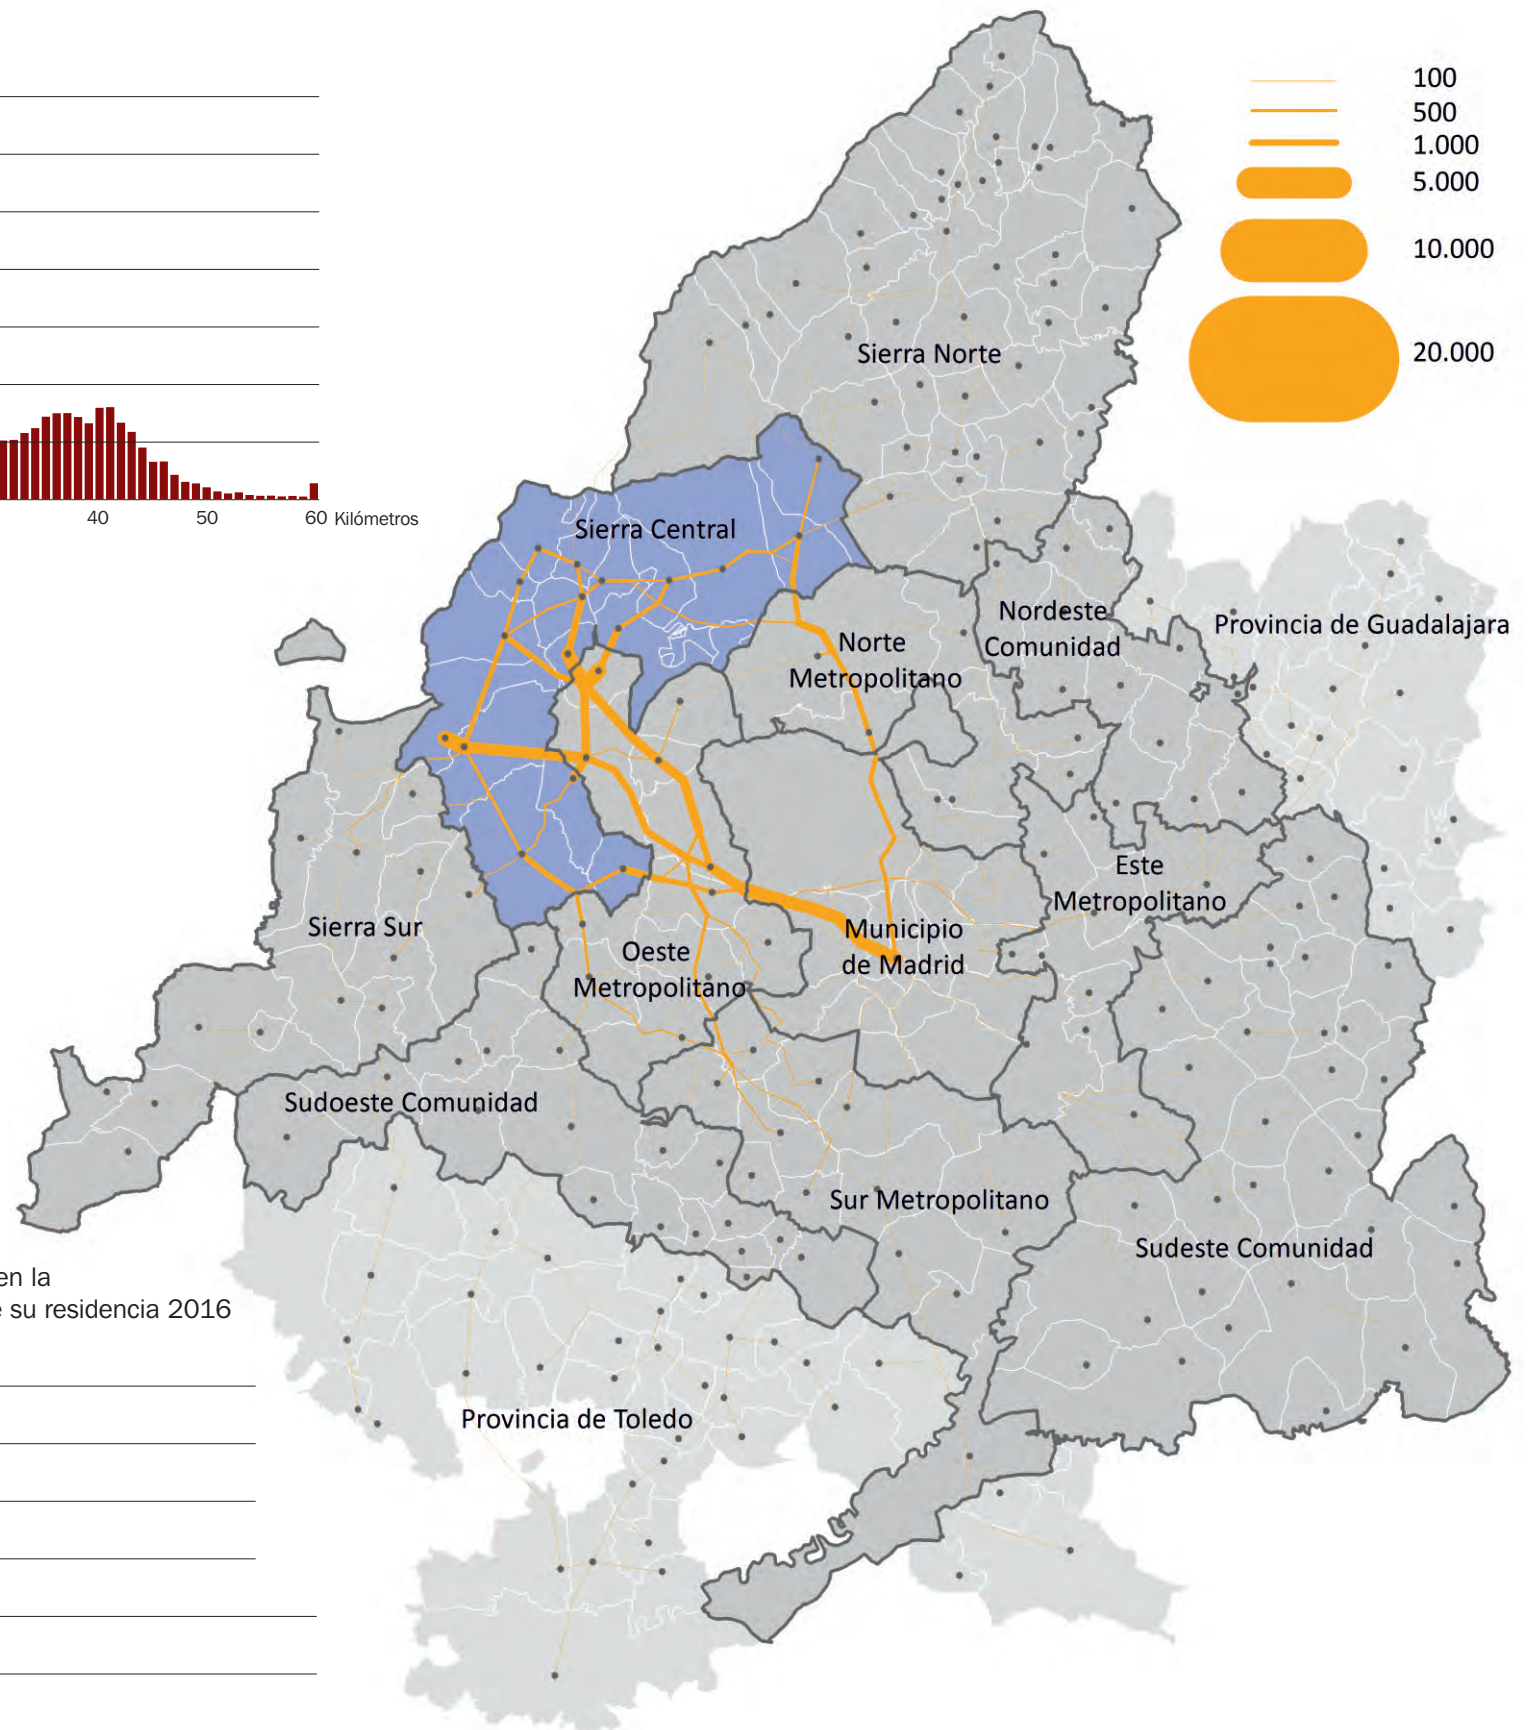 100
500
1.000
5.000
10.000
20.000
Sierra Norte
40
50
60 Kilómetros
Sierra Central
Nordeste
Comunidad
Provincia de Guadalajara
Norte
Metropolitano
Este
Metropolitano
Sierra Sur
Oeste
Metropolitano
Municipio
de Madrid
Sudoeste Comunidad
Sur Metropolitano
Sudeste Comunidad
en la
su residencia 2016
Provincia de Toledo